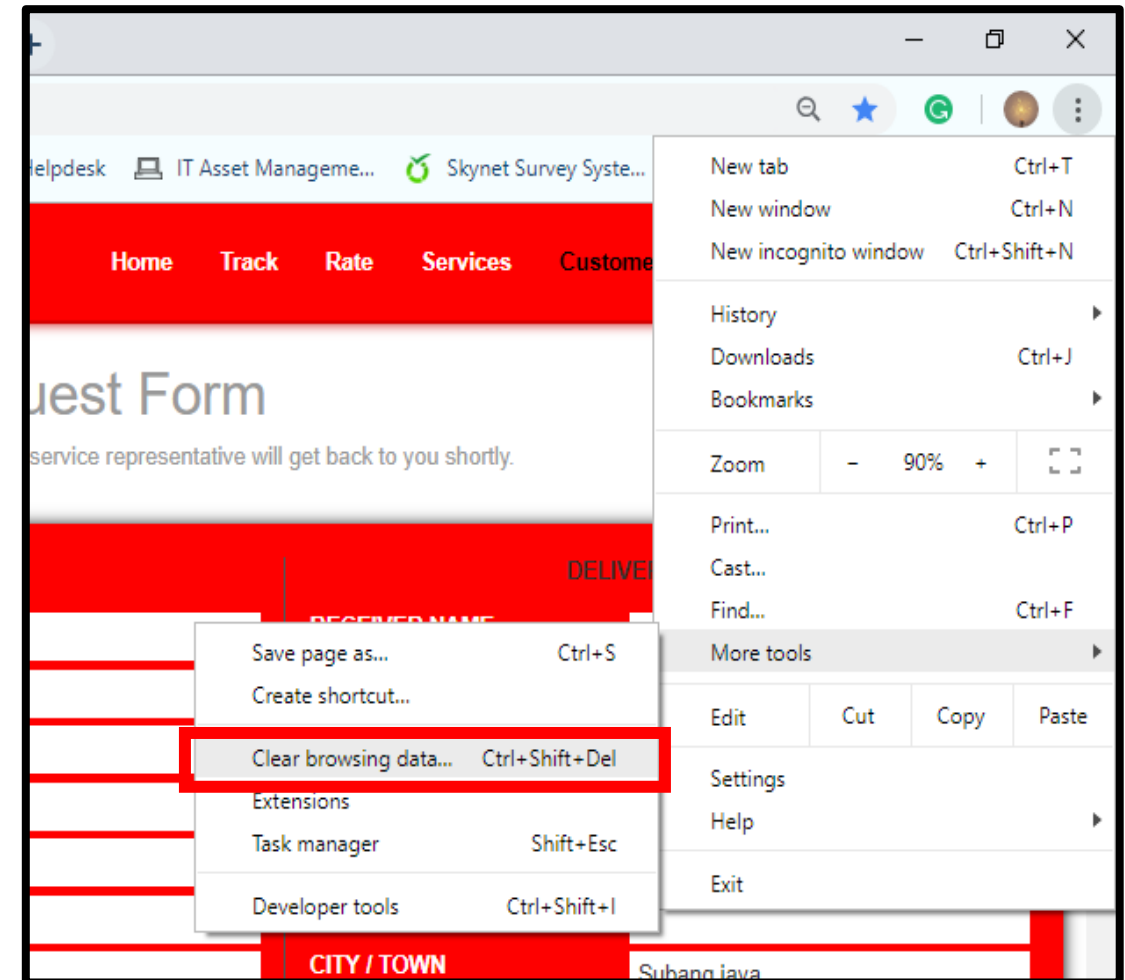 Helpdesk IT Asset Manageme... Skynet Survey Syste...
Home Track Rate Services Custome
uest Form
service representative will get back to you shortly.
DELIVER
RECEIVER NAME
CITY / TOWN
Subang jaya
New tab Ctrl+T
New window Ctrl+N
New incognito window Ctrl+Shift+N
History
Downloads Ctrl+J
Bookmarks
Zoom - 90% +
Print... Ctrl+P
Cast...
Find... Ctrl+F
More tools
Edit Cut Copy Paste
Settings
Help
Exit
Save page as... Ctrl+S
Create shortcut...
Clear browsing data... Ctrl+Shift+Del
Extensions
Task manager Shift+Esc
Developer tools Ctrl+Shift+I